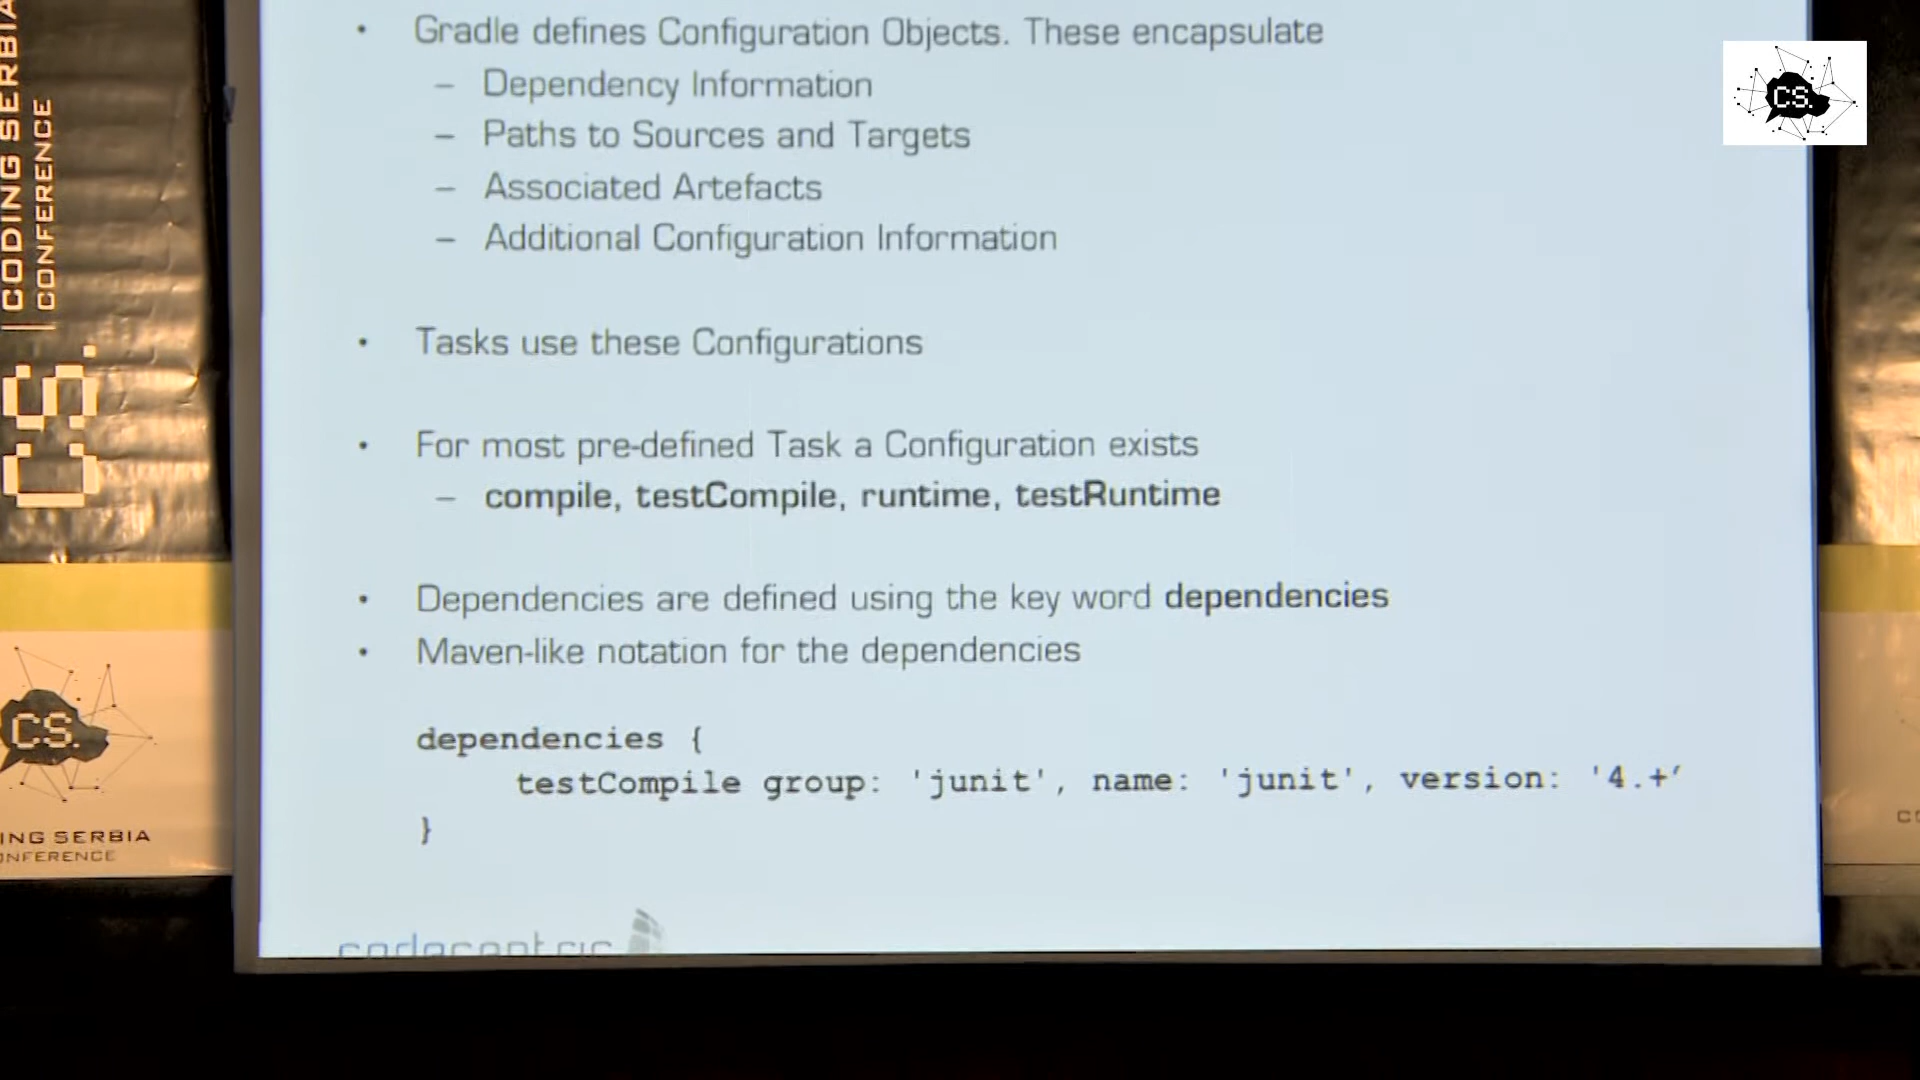 • Gradle defines Configuration Objects. These encapsulate
– Dependency Information
– Paths to Sources and Targets
– Associated Artefacts
– Additional Configuration Information
• Tasks use these Configurations
• For most pre-defined Task a Configuration exists
– compile, testCompile, runtime, testRuntime
• Dependencies are defined using the key word dependencies
• Maven-like notation for the dependencies
dependencies {
testCompile group: 'junit', name: 'junit', version: '4.+’
}
codecentric
CS.
CS. | CODING SERBIA
CONFERENCE
CS.
ING SERBIA
ONFERENCE